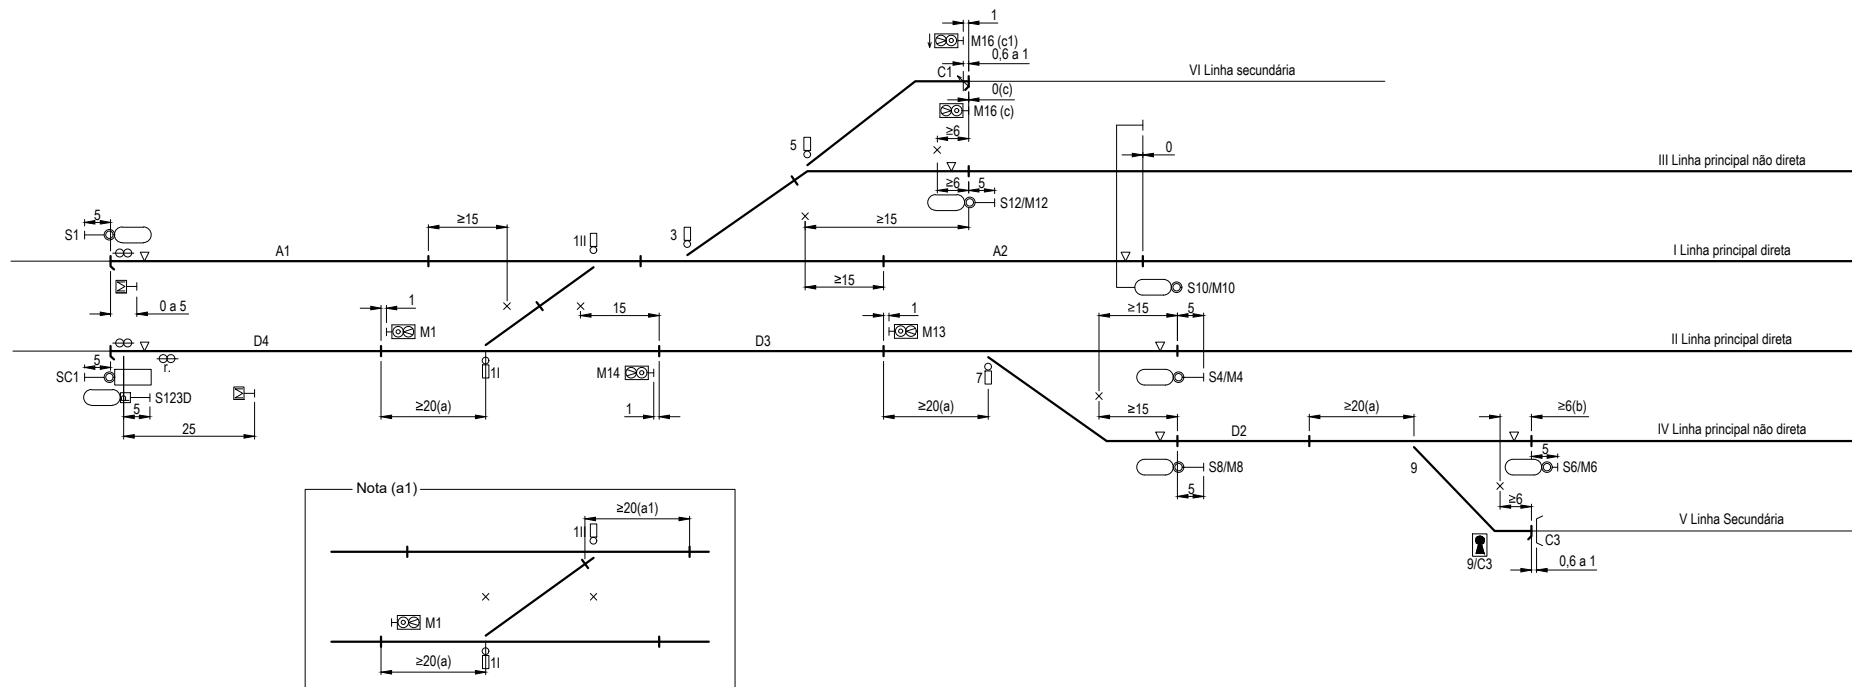 1
M16 (c1)
0,6 a 1
C1
VI Linha secundária
0(c)
M16 (c)
≥6
5
0
III Linha principal não direta
≥6
5
S12/M12
5
S1
≥15
1II
3
≥15
A1
A2
I Linha principal direta
≥15
S10/M10
0 a 5
1
M1
15
1
M13
≥15
5
D4
D3
II Linha principal direta
r.
5
SC1
S123D
5
25
1I
M14
1
7
S4/M4
≥20(a)
≥20(a)
≥15
≥20(a)
≥6(b)
D2
IV Linha principal não direta
S8/M8
5
9
5
S6/M6
≥6
V Linha Secundária
C3
9/C3
0,6 a 1
Nota (a1)
≥20(a1)
1II
M1
≥20(a)
1I